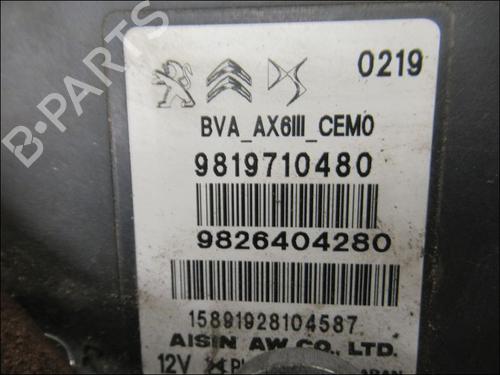 0219
BVA_AX6III_CEMO
9819710480
9826404280
15891928104587
AISIN AW CO., LTD.
12V
B-PARTS